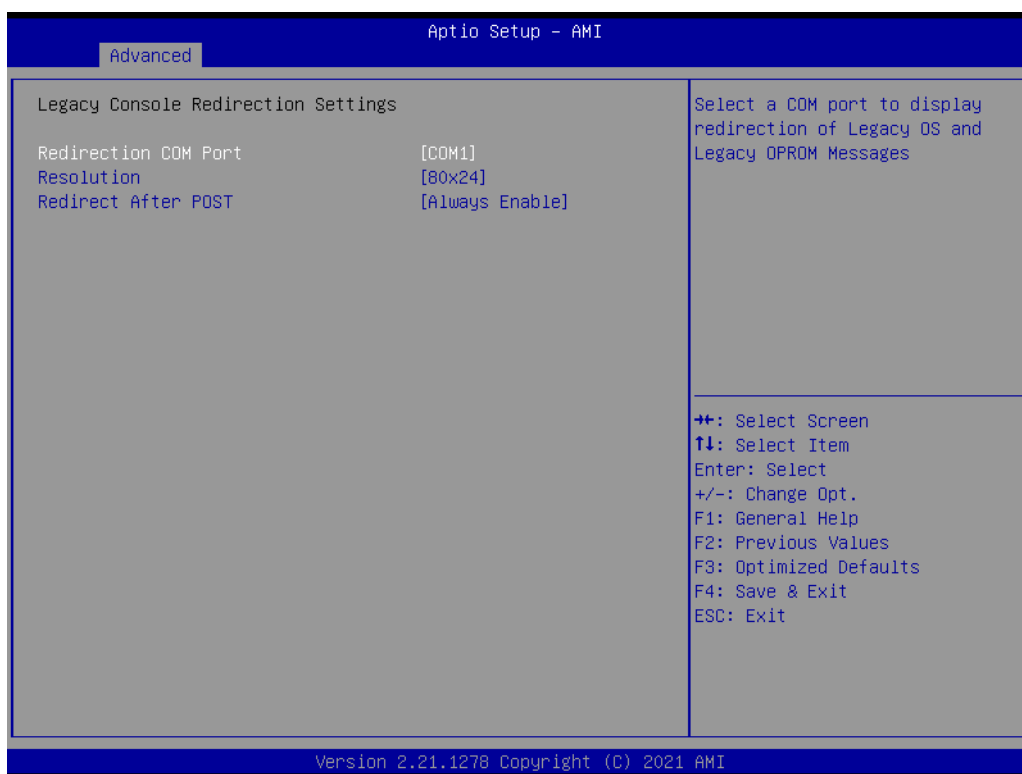 Aptio Setup - AMI
Advanced
Legacy Console Redirection Settings
Redirection COM Port [COM1]
Resolution [80x24]
Redirect After POST [Always Enable]
Select a COM port to display
redirection of Legacy OS and
Legacy OPROM Messages
→←: Select Screen
↑↓: Select Item
Enter: Select
+/-: Change Opt.
F1: General Help
F2: Previous Values
F3: Optimized Defaults
F4: Save & Exit
ESC: Exit
Version 2.21.1278 Copyright (C) 2021 AMI